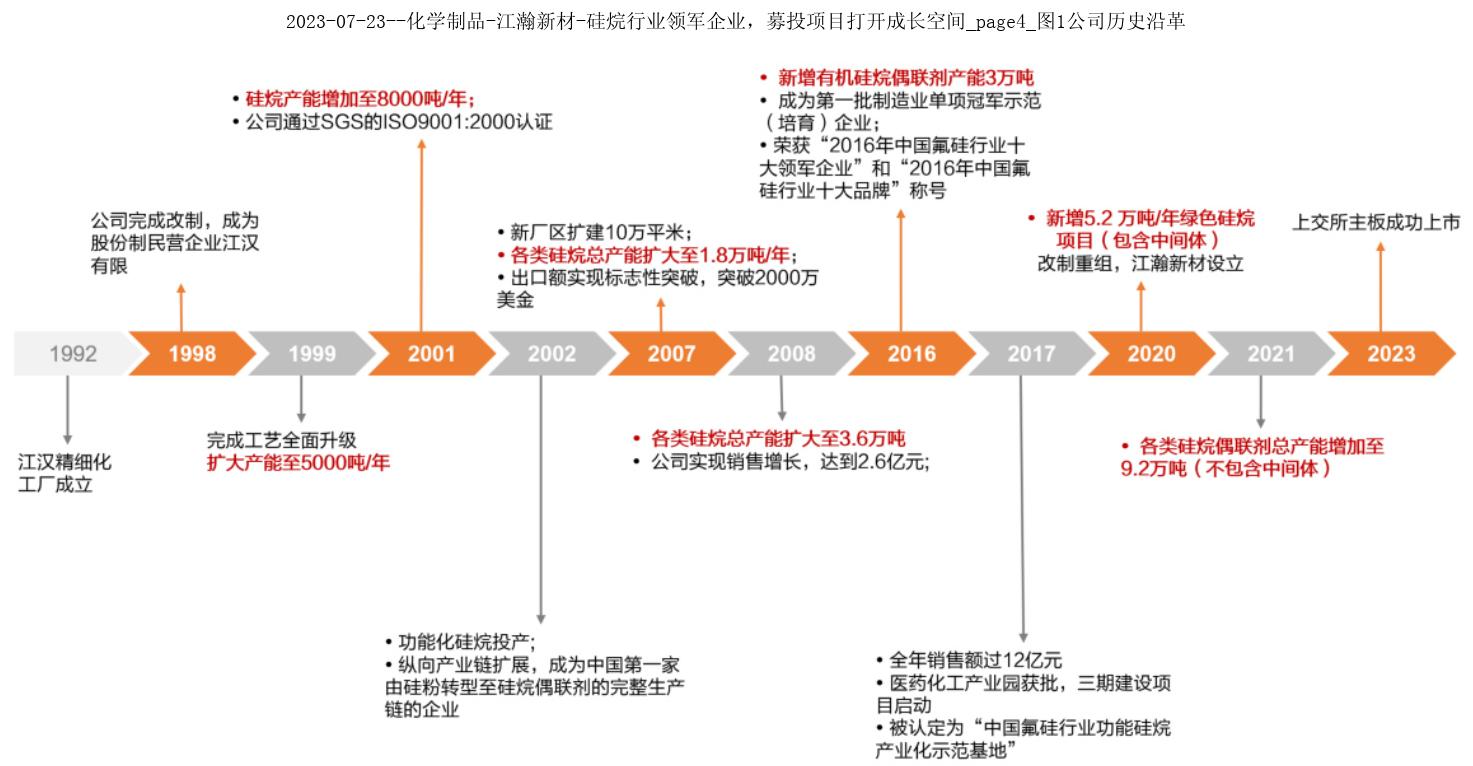 2023-07-23--化学制品-江瀚新材-硅烷行业领军企业，募投项目打开成长空间_page4_图1公司历史沿革
• 硅烷产能增加至8000吨/年；
• 公司通过SGS的ISO9001:2000认证
• 新增有机硅烷偶联剂产能3万吨
• 成为第一批制造业单项冠军示范
（培育）企业；
• 荣获“2016年中国氟硅行业十
大领军企业”和“2016年中国氟
硅行业十大品牌”称号
公司完成改制，成为
股份制民营企业江汉
有限
• 新厂区扩建10万平米；
• 各类硅烷总产能扩大至1.8万吨/年；
• 出口额实现标志性突破，突破2000万
美金
• 新增5.2 万吨/年绿色硅烷
项目（包含中间体）
改制重组，江瀚新材设立
上交所主板成功上市
1992
1998
1999
2001
2002
2007
2008
2016
2017
2020
2021
2023
江汉精细化
工厂成立
完成工艺全面升级
扩大产能至5000吨/年
• 各类硅烷总产能扩大至3.6万吨
• 公司实现销售增长，达到2.6亿元；
• 各类硅烷偶联剂总产能增加至
9.2万吨（不包含中间体）
• 功能化硅烷投产；
• 纵向产业链扩展，成为中国第一家
由硅粉转型至硅烷偶联剂的完整生产
链的企业
• 全年销售额过12亿元
• 医药化工产业园获批，三期建设项
目启动
• 被认定为“中国氟硅行业功能硅烷
产业化示范基地”